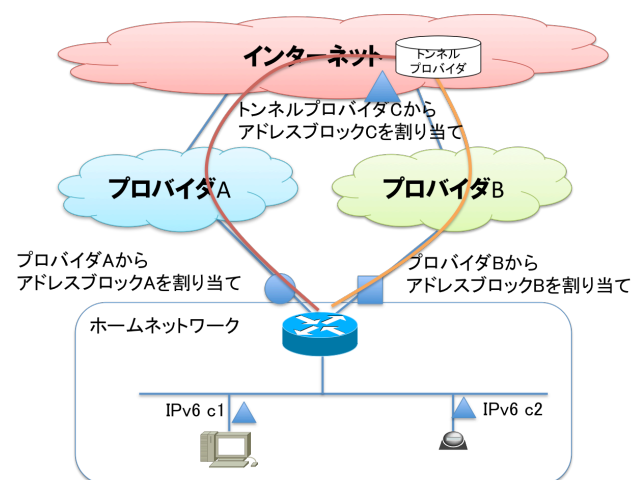 インターネット
トンネル
プロバイダ
トンネルプロバイダCから
アドレスブロックCを割り当て
プロバイダA
プロバイダB
プロバイダAから
アドレスブロックAを割り当て
プロバイダBから
アドレスブロックBを割り当て
ホームネットワーク
IPv6 c1
IPv6 c2